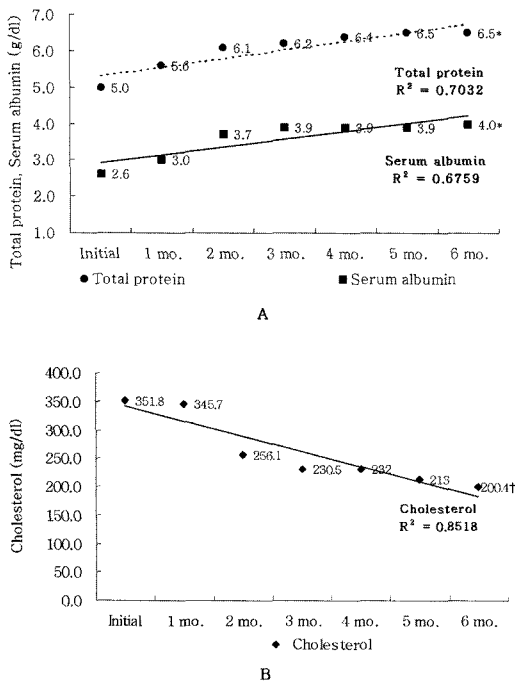 Total protein, Serum albumin (g/dl)
7.0
6.0
5.0
4.0
3.0
2.0
1.0
5.0
5.6
6.1
6.2
6.4
6.5
6.5*
Total protein
R² = 0.7032
2.6
3.0
3.7
3.9
3.9
3.9
4.0*
Serum albumin
R² = 0.6759
Initial 1 mo. 2 mo. 3 mo. 4 mo. 5 mo. 6 mo.
● Total protein ■ Serum albumin
A
Cholesterol (mg/dl)
400.0
350.0
300.0
250.0
200.0
150.0
100.0
50.0
0.0
351.8
345.7
256.1
230.5
232
213
200.4†
Cholesterol
R² = 0.8518
Initial 1 mo. 2 mo. 3 mo. 4 mo. 5 mo. 6 mo.
◆ Cholesterol
B